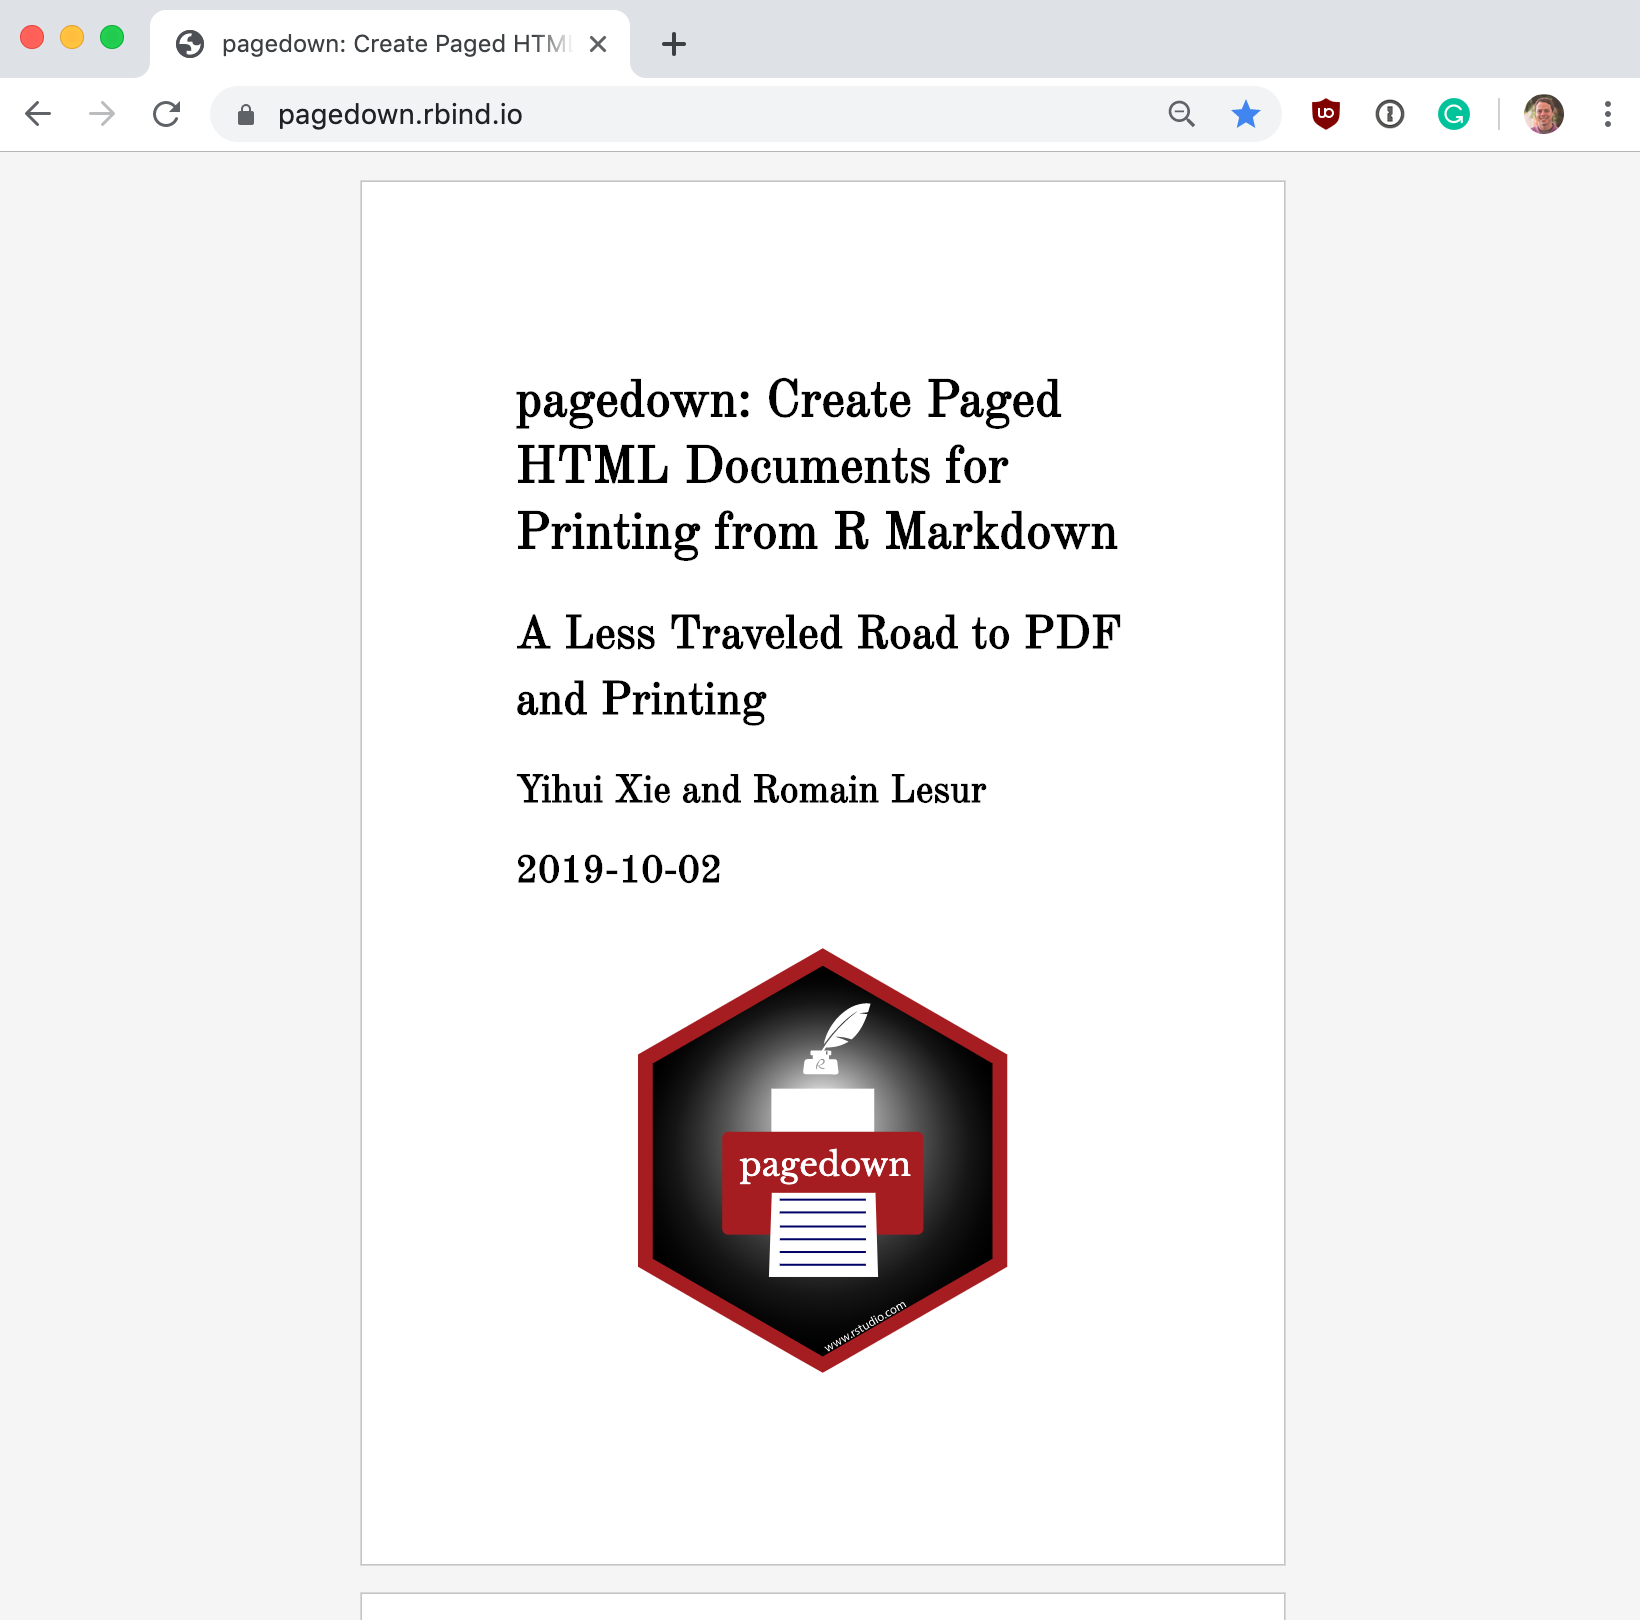 pagedown: Create Paged HTML
pagedown.rbind.io
pagedown: Create Paged
HTML Documents for
Printing from R Markdown
A Less Traveled Road to PDF
and Printing
Yihui Xie and Romain Lesur
2019-10-02
R
pagedown
www.rstudio.com